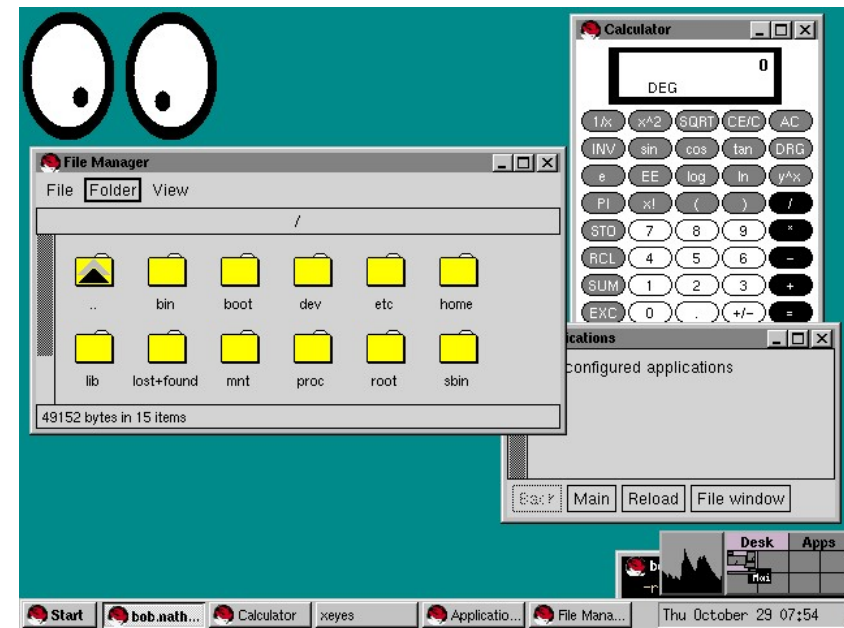 Calculator
0
DEG
1/x x^2 SQRT CE/C AC
INV sin cos tan DRG
e EE log ln y^x
PI x! ( ) /
STO 7 8 9 *
RCL 4 5 6 -
SUM 1 2 3 +
EXC 0 . +/- =
File Manager
File Folder View
/
.. bin boot dev etc home
lib lost+found mnt proc root sbin
49152 bytes in 15 items
ications
configured applications
Back Main Reload File window
Desk Apps
Start bob.nath... Calculator xeyes Applicatio... File Mana... Thu October 29 07:54